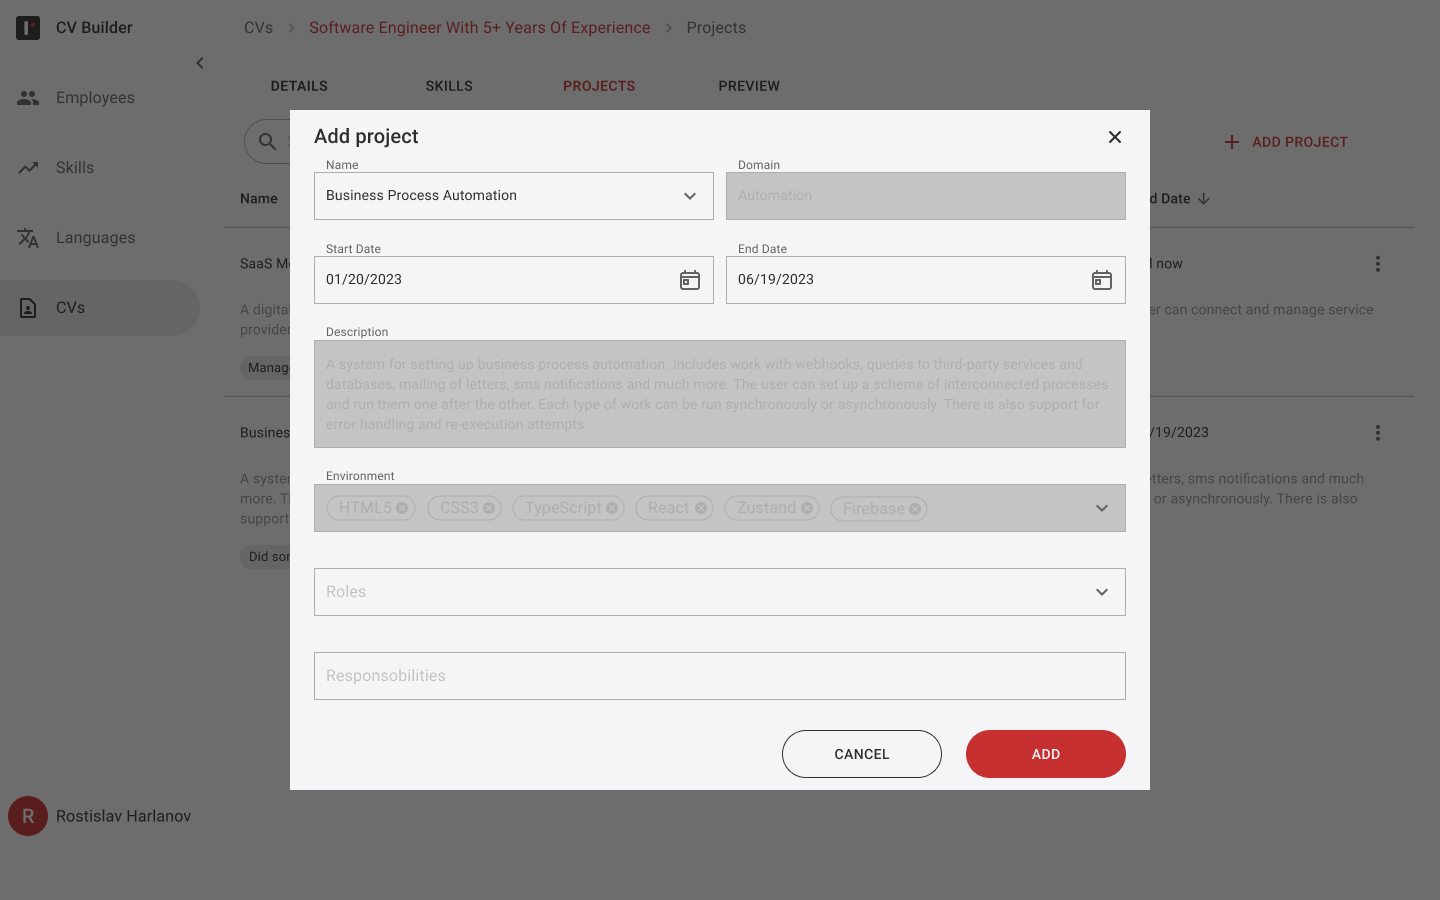 CV Builder
CVs > Software Engineer With 5+ Years Of Experience > Projects
Employees
Skills
Languages
CVs
DETAILS SKILLS PROJECTS PREVIEW
ADD PROJECT
Name
d Date
SaaS M
l now
A digita
er can connect and manage service
provider
Manag
Busines
/19/2023
A syste
etters, sms notifications and much
more. T
or asynchronously. There is also
support
Did so
Add project
Name
Business Process Automation
Domain
Automation
Start Date
01/20/2023
End Date
06/19/2023
Description
A system for setting up business process automation. Includes work with webhooks, queries to third-party services and
databases, mailing of letters, sms notifications and much more. The user can set up a scheme of interconnected processes
and run them one after the other. Each type of work can be run synchronously or asynchronously. There is also support for
error handling and re-execution attempts.
Environment
HTML5 CSS3 TypeScript React Zustand Firebase
Roles
Responsobilities
CANCEL ADD
R Rostislav Harlanov